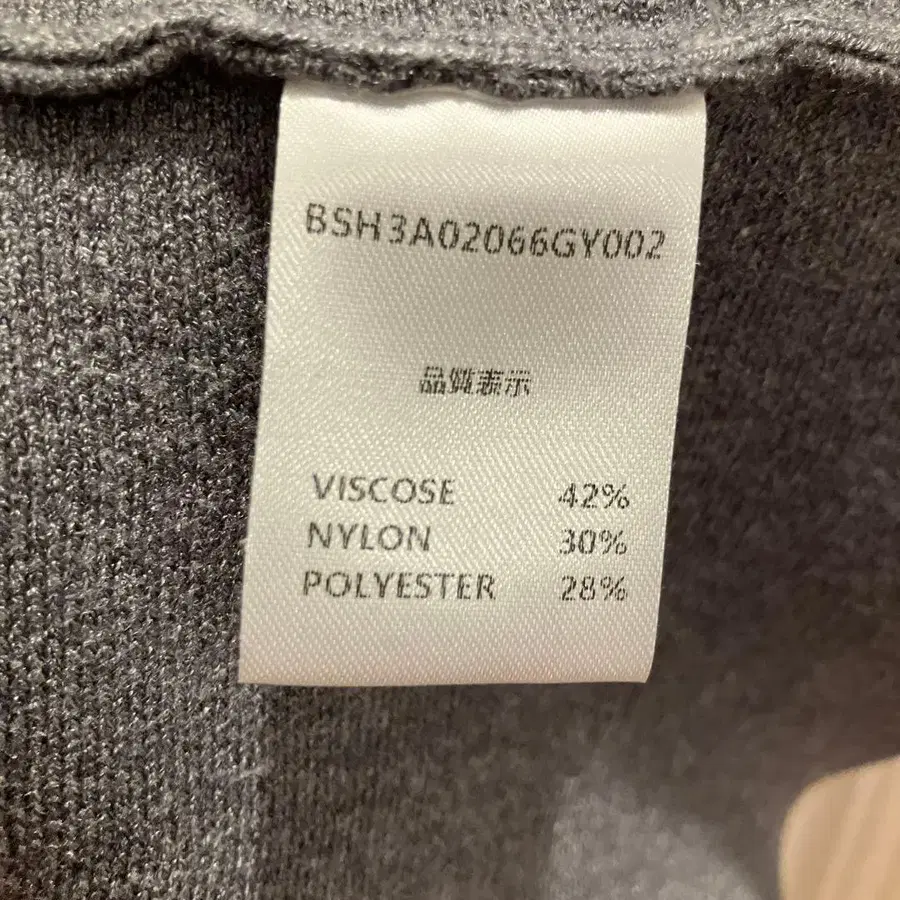 BSH3A02066GY002
品質表示
VISCOSE 42%
NYLON 30%
POLYESTER 28%